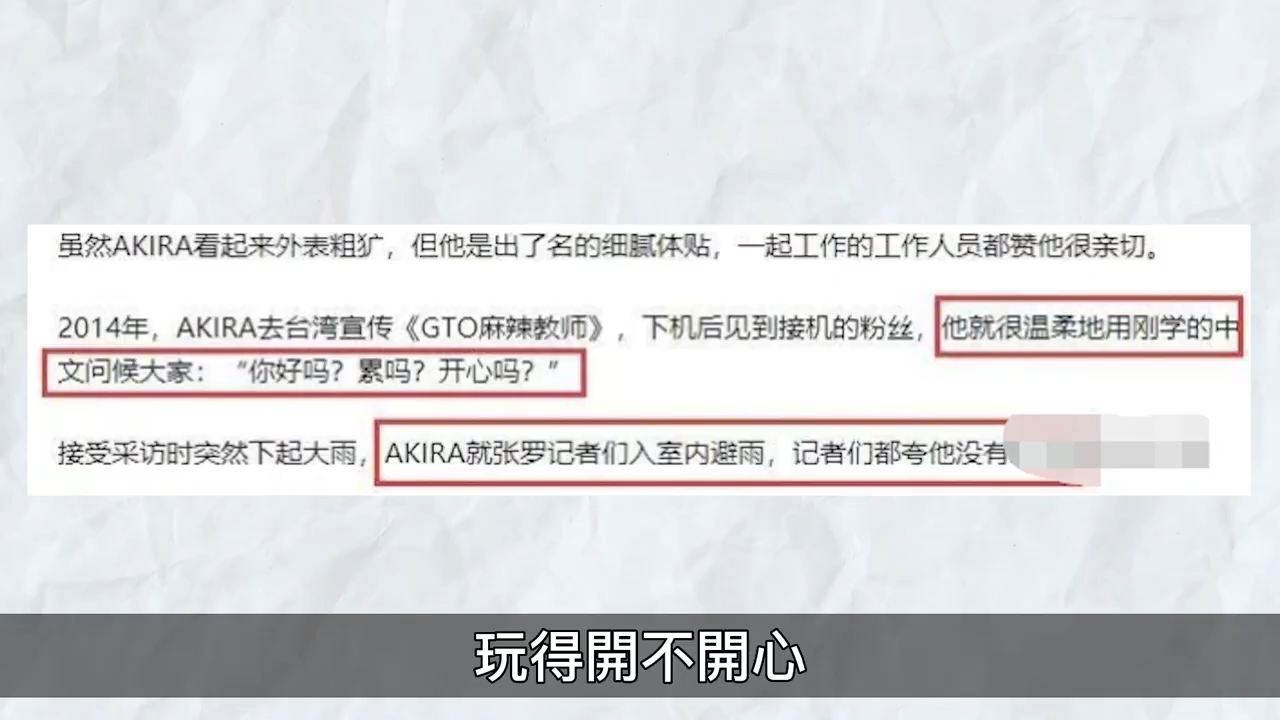 虽然AKIRA看起来外表粗犷，但他是出了名的细腻体贴，一起工作的工作人员都赞他很亲切。
2014年，AKIRA去台湾宣传《GTO麻辣教师》，下机后见到接机的粉丝，他就很温柔地用刚学的中
文问候大家：“你好吗？累吗？开心吗？”
接受采访时突然下起大雨，AKIRA就张罗记者们入室内避雨，记者们都夸他没有
玩得開不開心